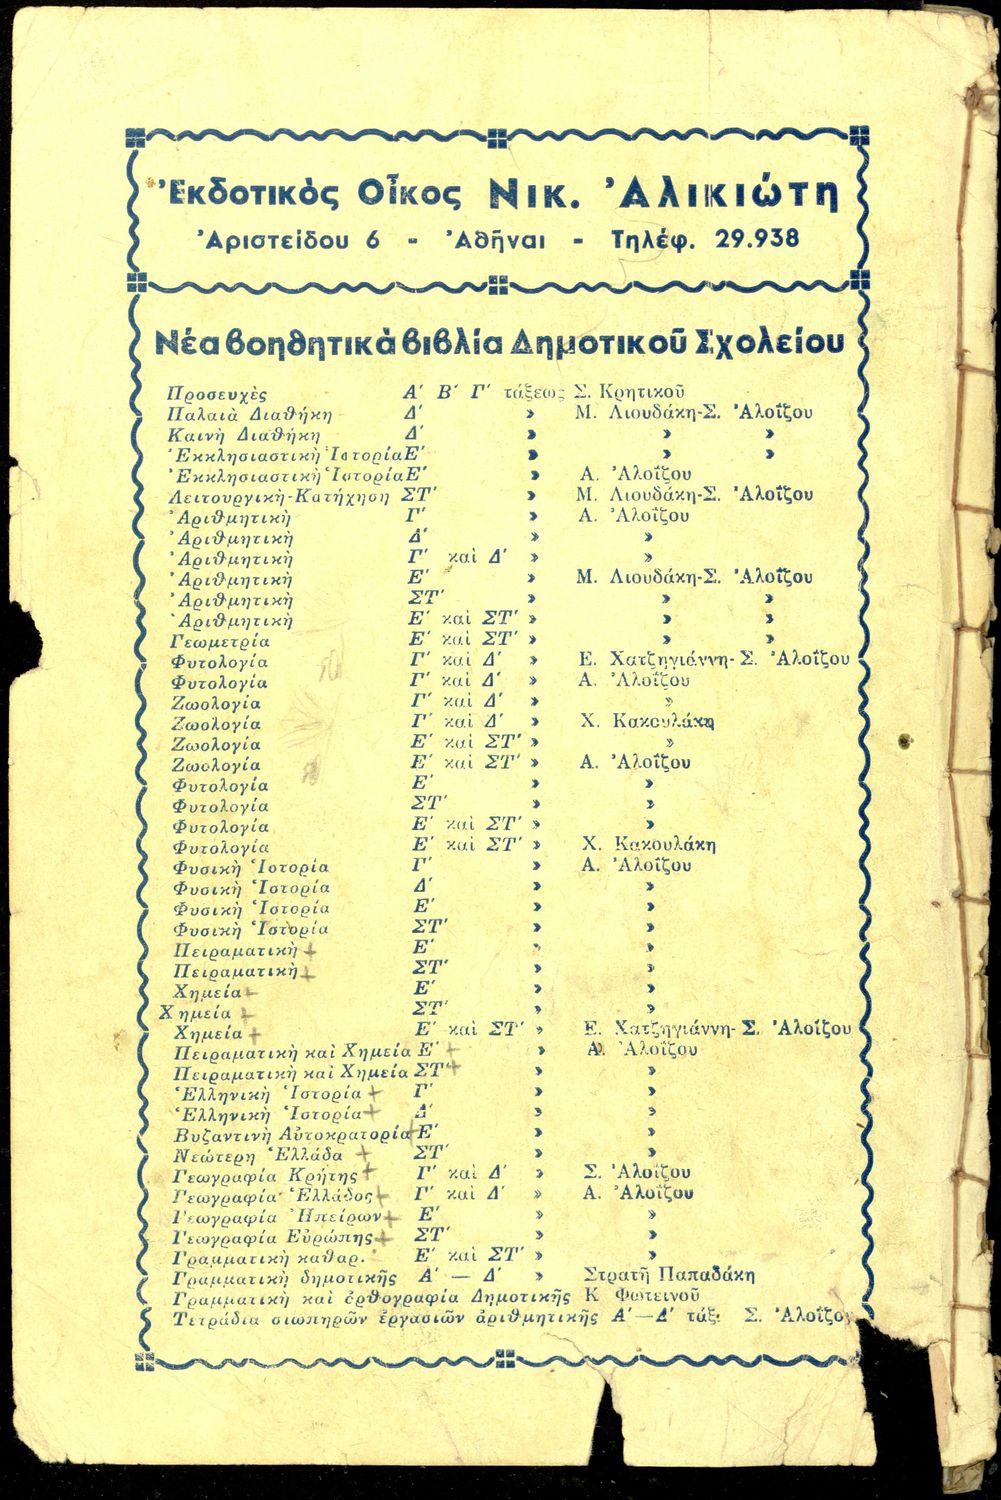 Ἐκδοτικὸς Οἶκος Νικ. Ἀλικιώτη
Ἀριστείδου 6 - Ἀθῆναι - Τηλέφ. 29.938
Νέα βοηθητικὰ βιβλία Δημοτικοῦ Σχολείου
Προσευχὲς Α′ Β′ Γ′ τάξεως Σ. Κρητικοῦ
Παλαιὰ Διαθήκη Δ′ » Μ. Λιουδάκη-Σ. Ἀλοΐζου
Καινὴ Διαθήκη Δ′ » » »
Ἐκκλησιαστικὴ Ἱστορία Ε′ » » »
Ἐκκλησιαστικὴ Ἱστορία Ε′ » Α. Ἀλοΐζου
Λειτουργικὴ-Κατήχηση ΣΤ′ » Μ. Λιουδάκη-Σ. Ἀλοΐζου
Ἀριθμητικὴ Γ′ » Α. Ἀλοΐζου
Ἀριθμητικὴ Δ′ » »
Ἀριθμητικὴ Γ′ καὶ Δ′ » »
Ἀριθμητικὴ Ε′ » Μ. Λιουδάκη-Σ. Ἀλοΐζου
Ἀριθμητικὴ ΣΤ′ » » »
Ἀριθμητικὴ Ε′ καὶ ΣΤ′ » » »
Γεωμετρία Ε′ καὶ ΣΤ′ » » »
Φυτολογία Γ′ καὶ Δ′ » Ε. Χατζηγιάννη-Σ. Ἀλοΐζου
Φυτολογία Γ′ καὶ Δ′ » Α. Ἀλοΐζου
Ζωολογία Γ′ καὶ Δ′ » »
Ζωολογία Γ′ καὶ Δ′ » Χ. Κακουλάκη
Ζωολογία Ε′ καὶ ΣΤ′ » »
Ζωολογία Ε′ καὶ ΣΤ′ » Α. Ἀλοΐζου
Φυτολογία Ε′ » »
Φυτολογία ΣΤ′ » »
Φυτολογία Ε′ καὶ ΣΤ′ » »
Φυτολογία Ε′ καὶ ΣΤ′ » Χ. Κακουλάκη
Φυσικὴ Ἱστορία Γ′ » Α. Ἀλοΐζου
Φυσικὴ Ἱστορία Δ′ » »
Φυσικὴ Ἱστορία Ε′ » »
Φυσικὴ Ἱστορία ΣΤ′ » »
Πειραματικὴ + Ε′ » »
Πειραματικὴ + ΣΤ′ » »
Χημεία + Ε′ » »
Χημεία + ΣΤ′ » »
Χημεία + Ε′ καὶ ΣΤ′ » Ε. Χατζηγιάννη-Σ. Ἀλοΐζου
Πειραματικὴ καὶ Χημεία Ε′ + » Α. Ἀλοΐζου
Πειραματικὴ καὶ Χημεία ΣΤ′ + » »
Ἑλληνικὴ Ἱστορία + Γ′ » »
Ἑλληνικὴ Ἱστορία + Δ′ » »
Βυζαντινὴ Αὐτοκρατορία + Ε′ » »
Νεώτερη Ἑλλάδα + ΣΤ′ » »
Γεωγραφία Κρήτης + Γ′ καὶ Δ′ » Σ. Ἀλοΐζου
Γεωγραφία Ἑλλάδος + Γ′ καὶ Δ′ » Α. Ἀλοΐζου
Γεωγραφία Ἠπείρων + Ε′ » »
Γεωγραφία Εὐρώπης + ΣΤ′ » »
Γραμματικὴ καθαρ. Ε′ καὶ ΣΤ′ » »
Γραμματικὴ δημοτικῆς Α′ — Δ′ » Στρατῆ Παπαδάκη
Γραμματικὴ καὶ ὀρθογραφία Δημοτικῆς Κ Φωτεινοῦ
Τετράδια σιωπηρῶν ἐργασιῶν ἀριθμητικῆς Α′—Δ′ τάξ. Σ. Ἀλοΐζου